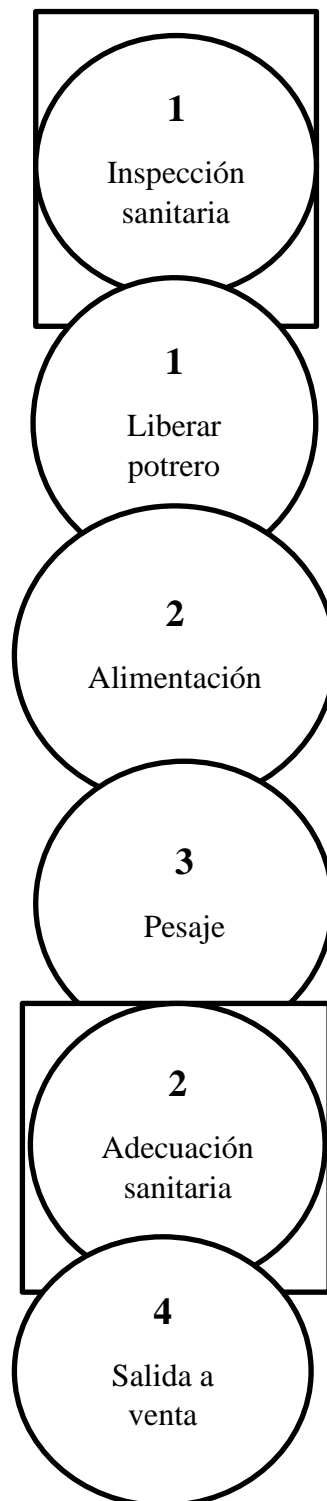 1
Inspección
sanitaria
1
Liberar
potrero
2
Alimentación
3
Pesaje
2
Adecuación
sanitaria
4
Salida a
venta